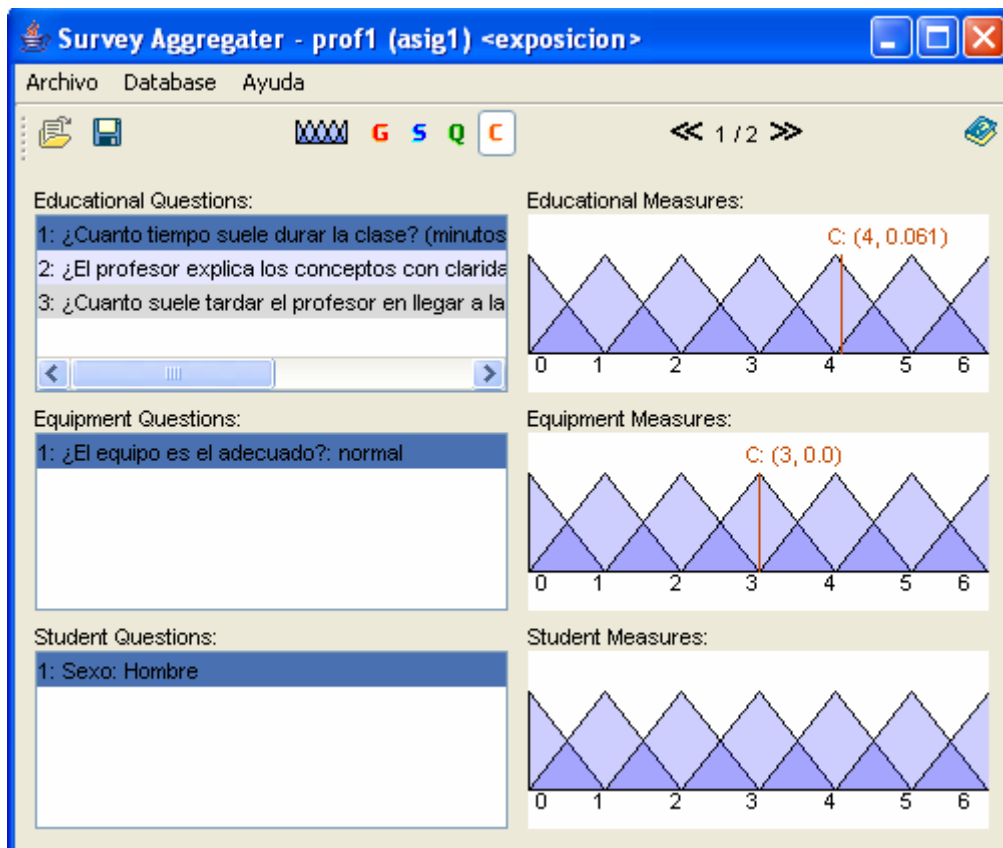 Survey Aggregater - prof1 (asig1) <exposicion>
Archivo Database Ayuda
G S Q C 1 / 2
Educational Questions:
1: ¿Cuanto tiempo suele durar la clase? (minutos
2: ¿El profesor explica los conceptos con clarida
3: ¿Cuanto suele tardar el profesor en llegar a la
Educational Measures:
C: (4, 0.061)
0 1 2 3 4 5 6
Equipment Questions:
1: ¿El equipo es el adecuado?: normal
Equipment Measures:
C: (3, 0.0)
0 1 2 3 4 5 6
Student Questions:
1: Sexo: Hombre
Student Measures:
0 1 2 3 4 5 6